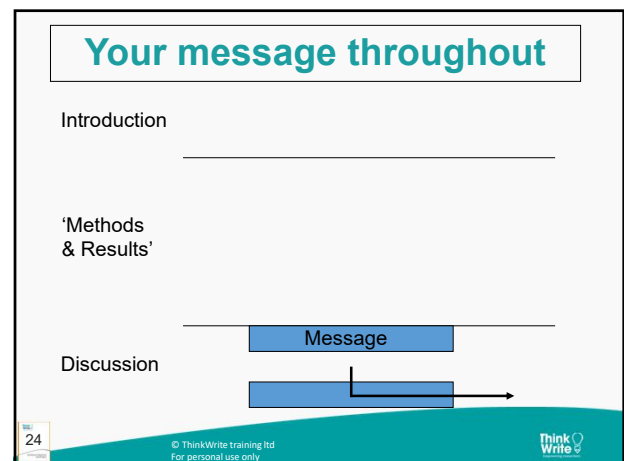 Your message throughout
Introduction
‘Methods
& Results’
Message
Discussion
24
© ThinkWrite training ltd
For personal use only
Think
Write